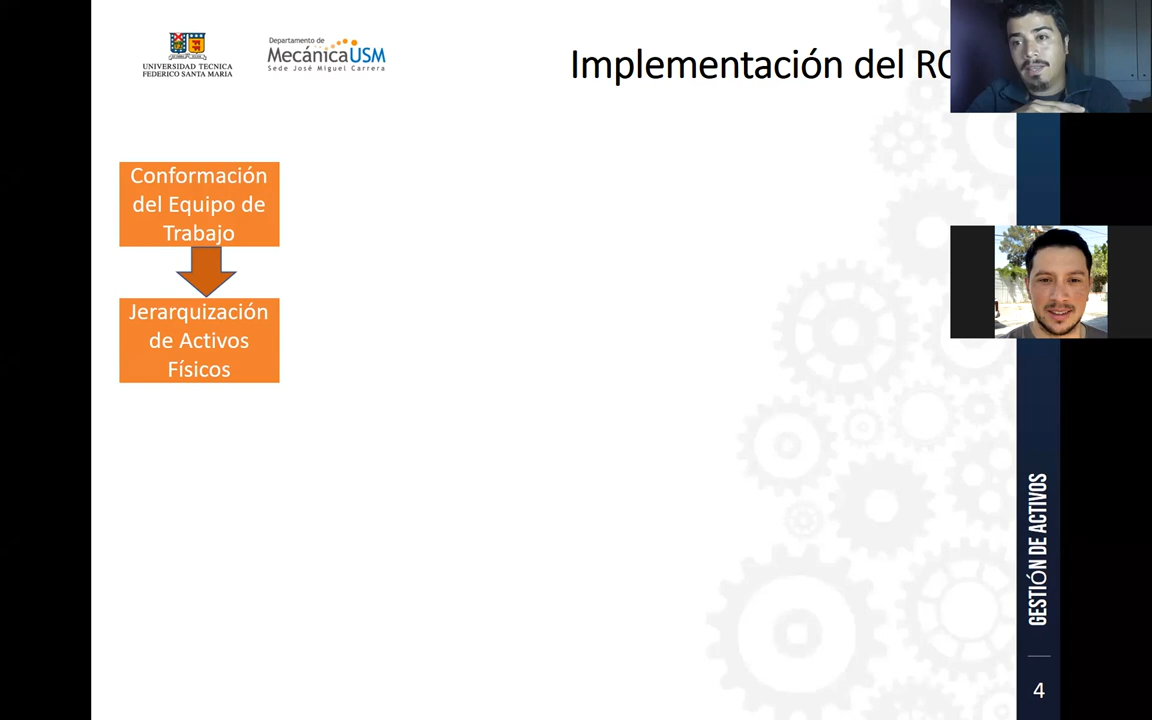 UNIVERSIDAD TECNICA
FEDERICO SANTA MARIA
Departamento de
MecánicaUSM
Sede José Miguel Carrera
Implementación del
Conformación
del Equipo de
Trabajo
Jerarquización
de Activos
Físicos
GESTIÓN DE ACTIVOS
4